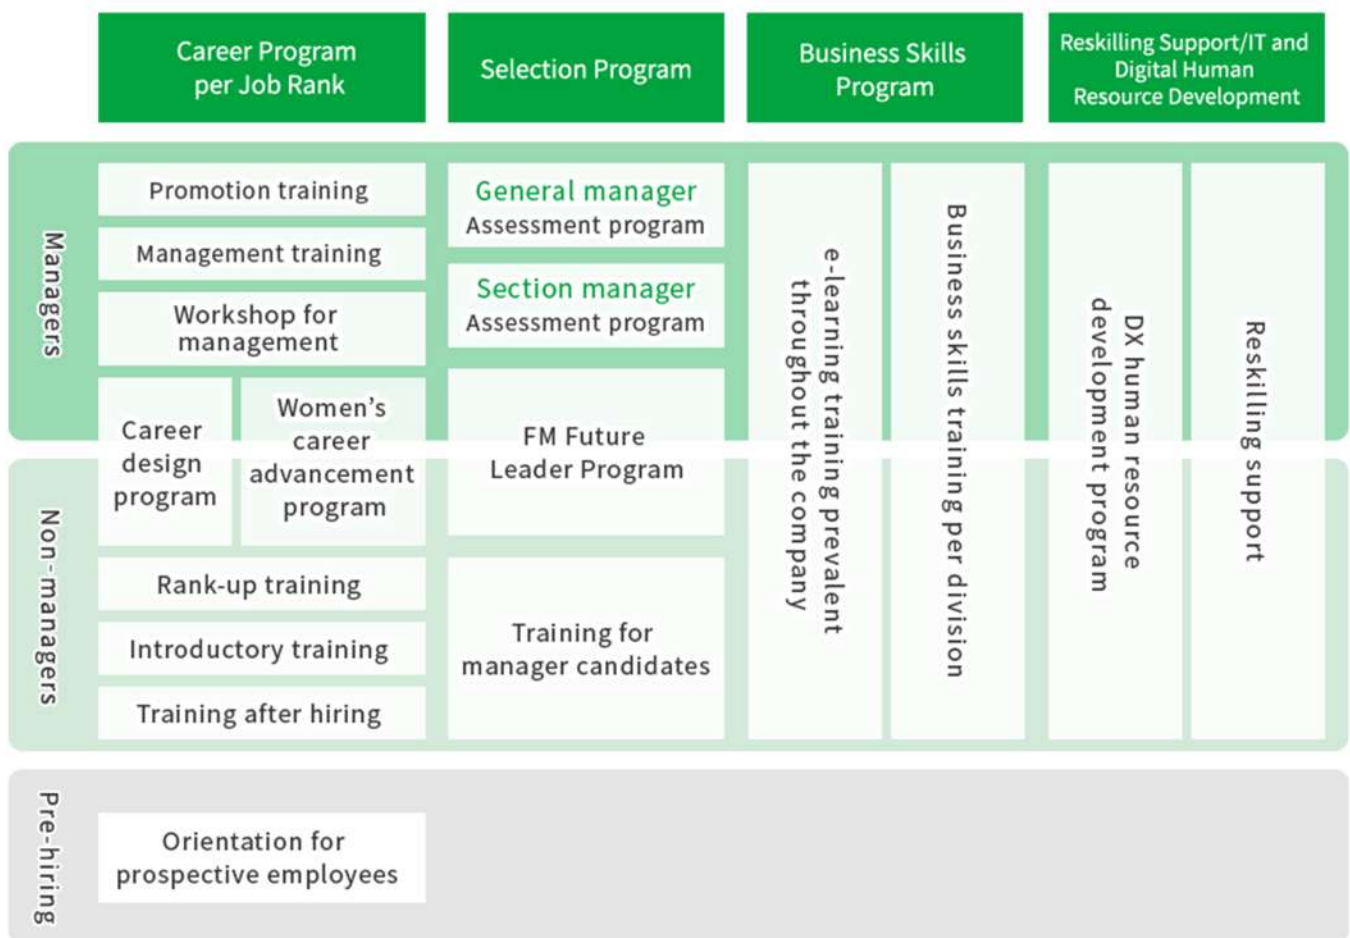 Career Program
per Job Rank
Selection Program
Business Skills
Program
Reskilling Support/IT and
Digital Human
Resource Development
Managers
Promotion training
Management training
Workshop for
management
Career
design
program
Women's
career
advancement
program
General manager
Assessment program
Section manager
Assessment program
FM Future
Leader Program
e-learning training prevalent
throughout the company
Business skills training per division
DX human resource
development program
Reskilling support
Non-managers
Rank-up training
Introductory training
Training after hiring
Training for
manager candidates
Pre-hiring
Orientation for
prospective employees